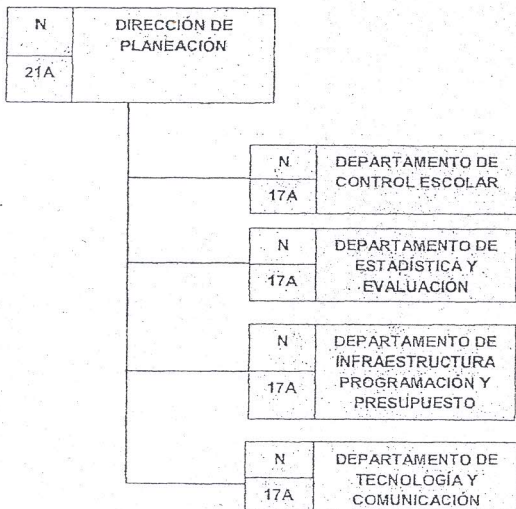 N DIRECCIÓN DE
PLANEACIÓN
21A
N DEPARTAMENTO DE
CONTROL ESCOLAR
17A
N DEPARTAMENTO DE
ESTADÍSTICA Y
17A EVALUACIÓN
N DEPARTAMENTO DE
INFRAESTRUCTURA
17A PROGRAMACIÓN Y
PRESUPUESTO
N DEPARTAMENTO DE
TECNOLOGÍA Y
17A COMUNICACIÓN